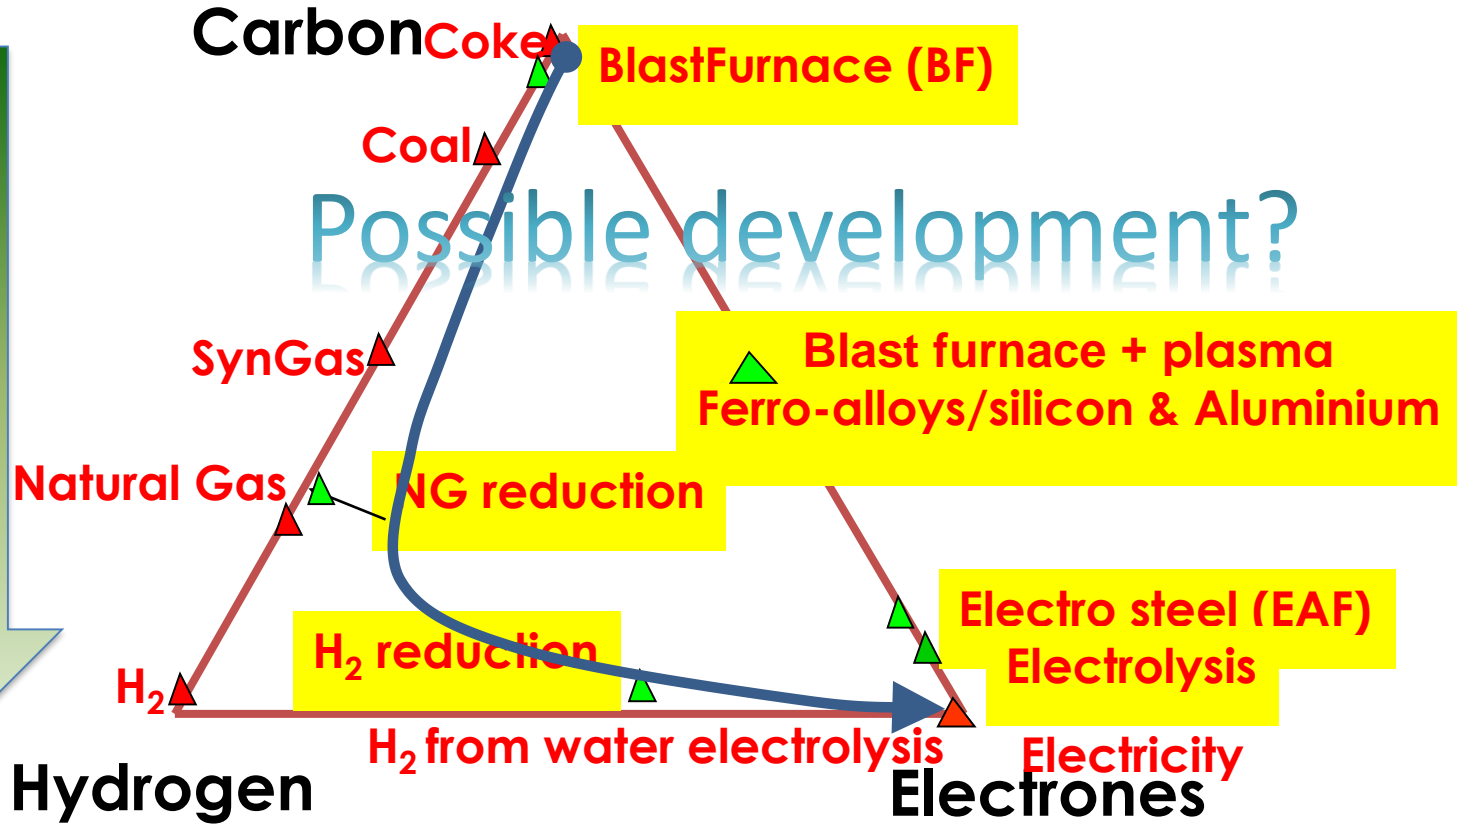 Carbon
Coke
BlastFurnace (BF)
Coal
Possible development?
Blast furnace + plasma
SynGas
Ferro-alloys/silicon & Aluminium
Natural Gas
NG reduction
Electro steel (EAF)
H₂ reduction
Electrolysis
H₂
H₂ from water electrolysis
Electricity
Hydrogen
Electrones